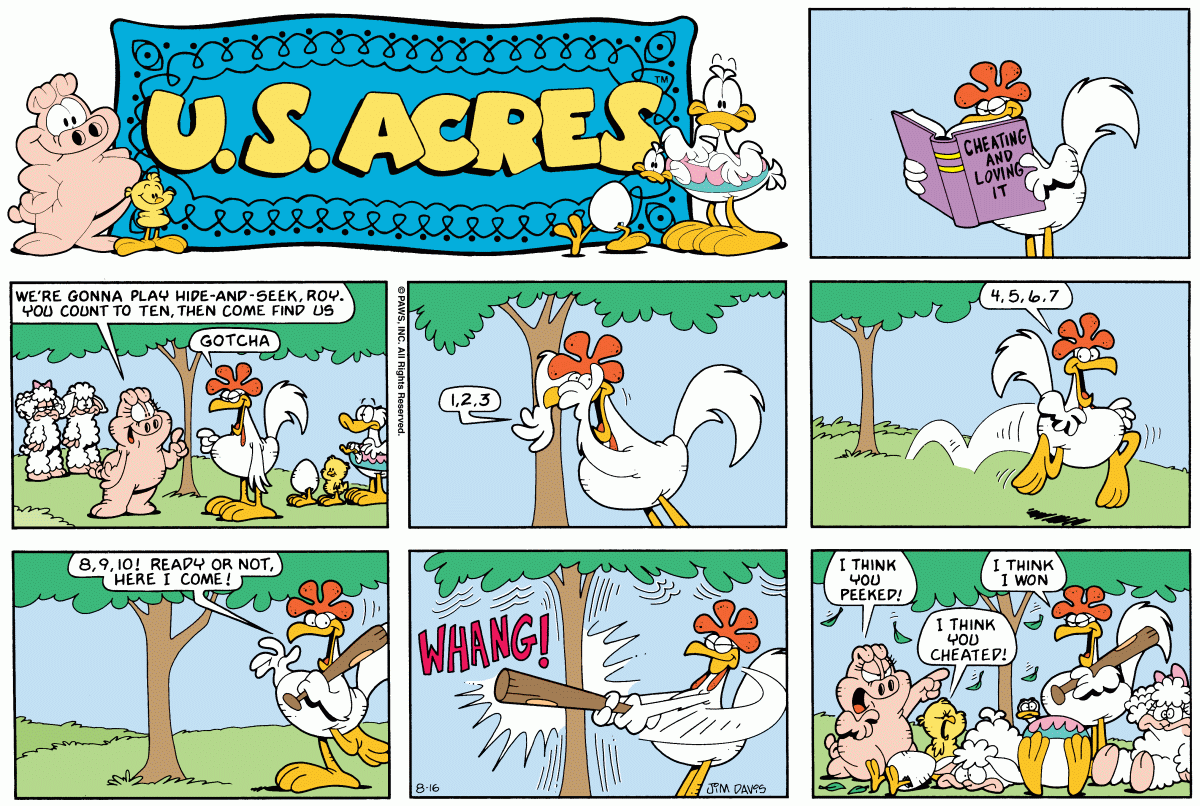 U.S. ACRES
TM
CHEATING
AND
LOVING
IT
WE'RE GONNA PLAY HIDE-AND-SEEK, ROY.
YOU COUNT TO TEN, THEN COME FIND US
GOTCHA
© PAWS, INC. All Rights Reserved.
1, 2, 3
4, 5, 6, 7
8, 9, 10! READY OR NOT,
HERE I COME!
WHANG!
8-16
JIM DAVIS
I THINK
YOU
PEEKED!
I THINK
YOU
CHEATED!
I THINK
I WON